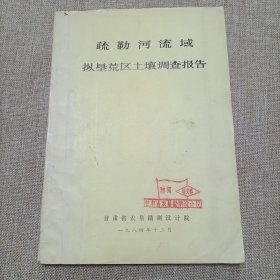 疏勒河流域
拟垦荒区土壤调查报告
甘肃省农垦勘测设计院
一九八四年十二月